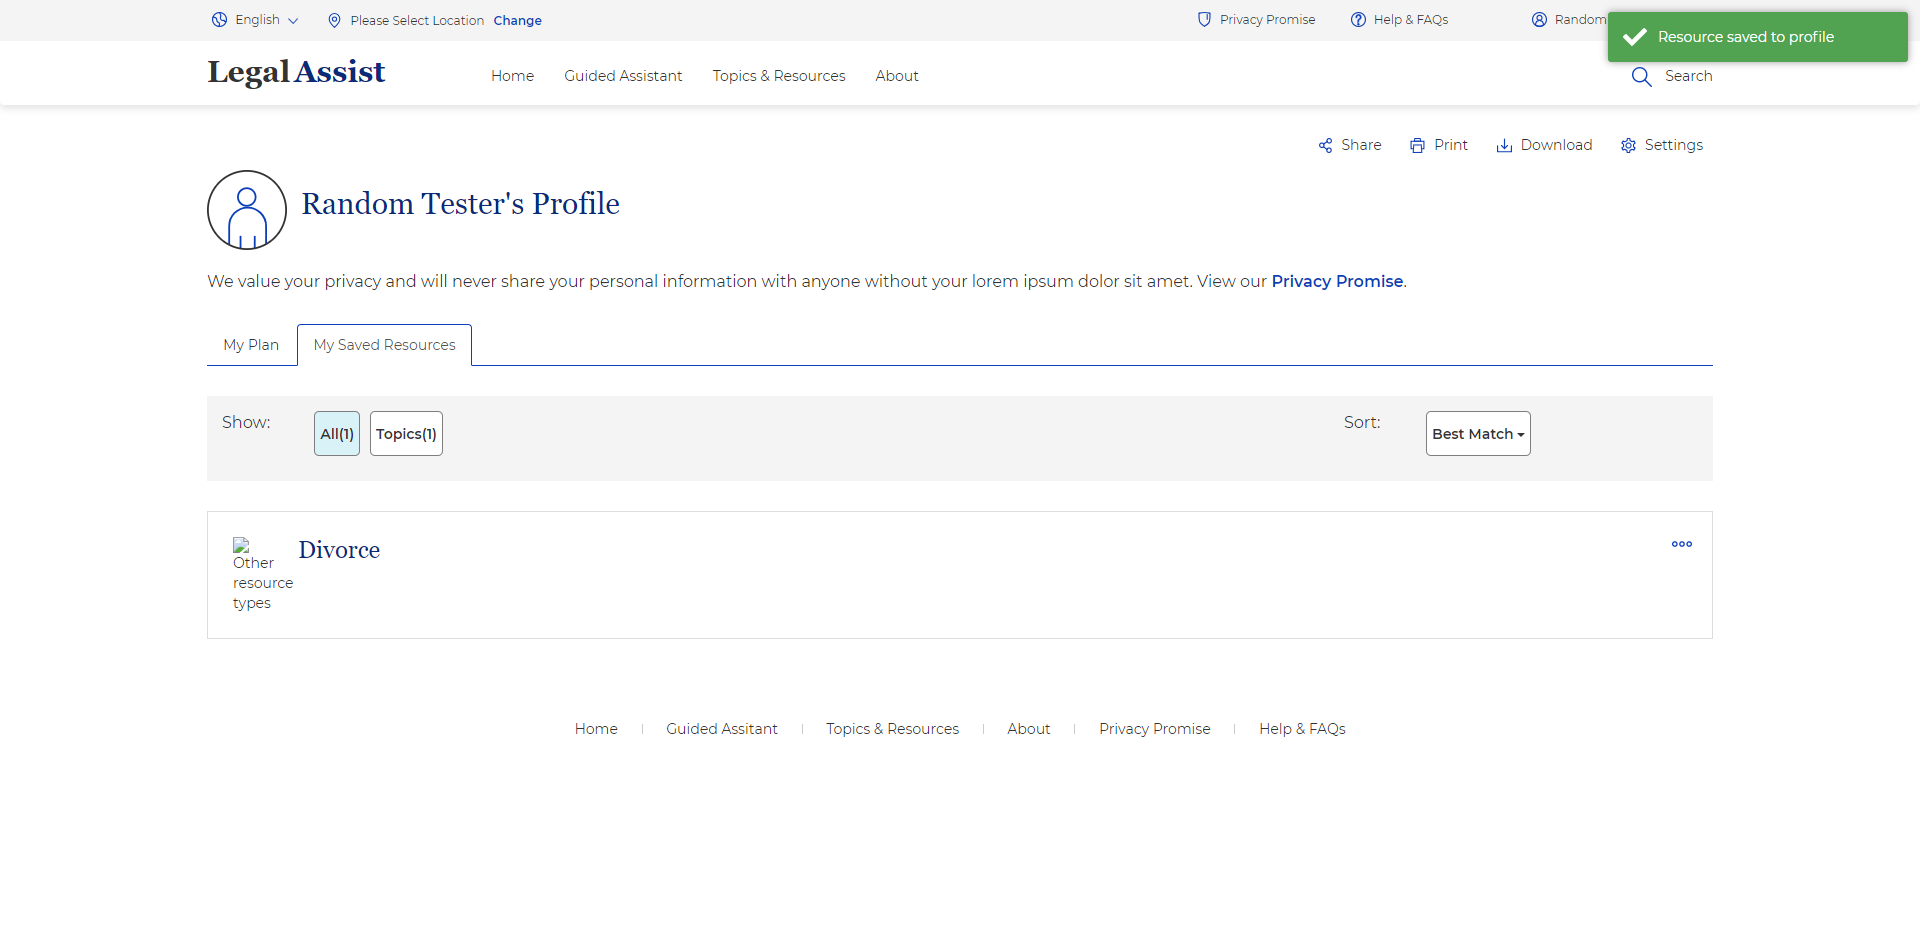 English
Please Select Location Change
Privacy Promise
Help & FAQs
Random
Resource saved to profile
Legal Assist
Home
Guided Assistant
Topics & Resources
About
Search
Share
Print
Download
Settings
Random Tester's Profile
We value your privacy and will never share your personal information with anyone without your lorem ipsum dolor sit amet. View our Privacy Promise.
My Plan
My Saved Resources
Show:
All(1)
Topics(1)
Sort:
Best Match
Other
resource
types
Divorce
Home
Guided Assitant
Topics & Resources
About
Privacy Promise
Help & FAQs